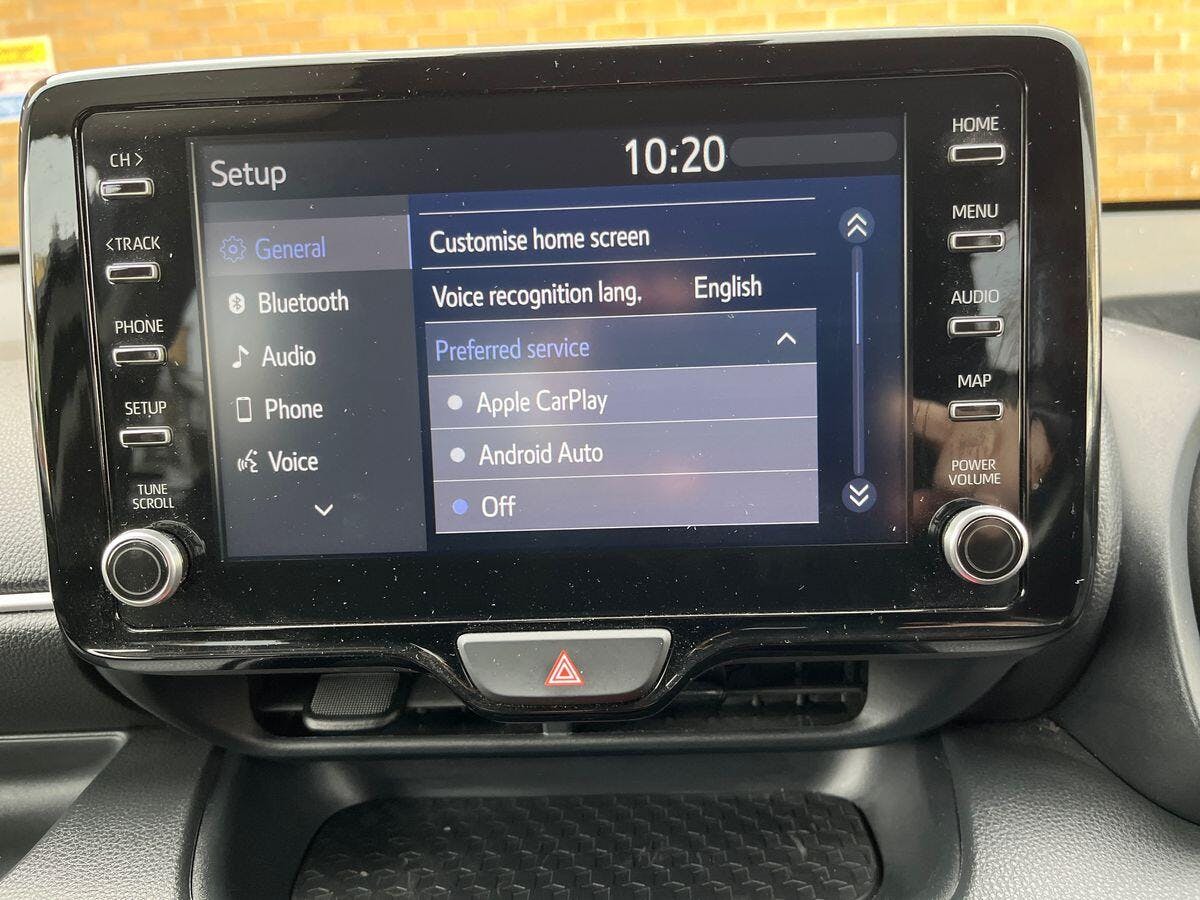 CH >
< TRACK
PHONE
SETUP
TUNE
SCROLL
Setup
10:20
General
Bluetooth
Audio
Phone
Voice
Customise home screen
Voice recognition lang. English
Preferred service
Apple CarPlay
Android Auto
Off
HOME
MENU
AUDIO
MAP
POWER
VOLUME